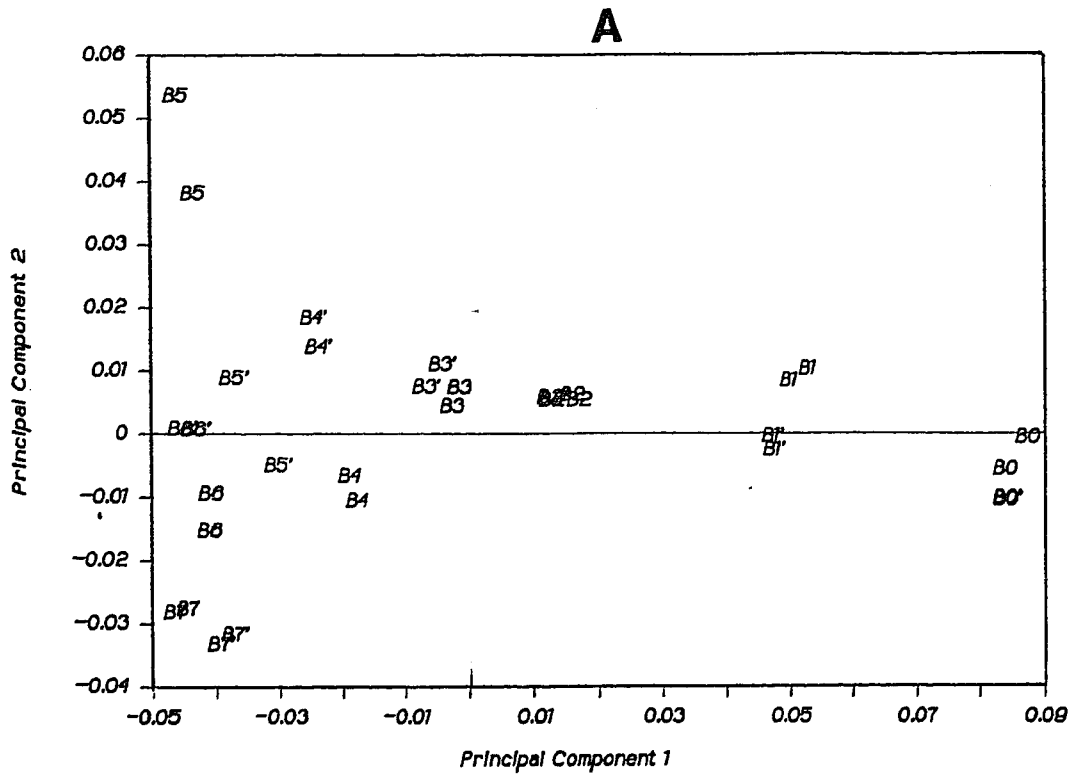 A
0.06
B5
0.05
0.04
B5
0.03
0.02
B4'
B4'
0.01
B3'
B5'
B3' B3
B3
B2
B1
B1
0
B6'
B1'
B0
B1'
B5'
B4
B0
-0.01
B6
B4
B0'
B6
-0.02
-0.03
B7
B7'
B7'
-0.04
-0.05 -0.03 -0.01 0.01 0.03 0.05 0.07 0.09
Principal Component 2
Principal Component 1